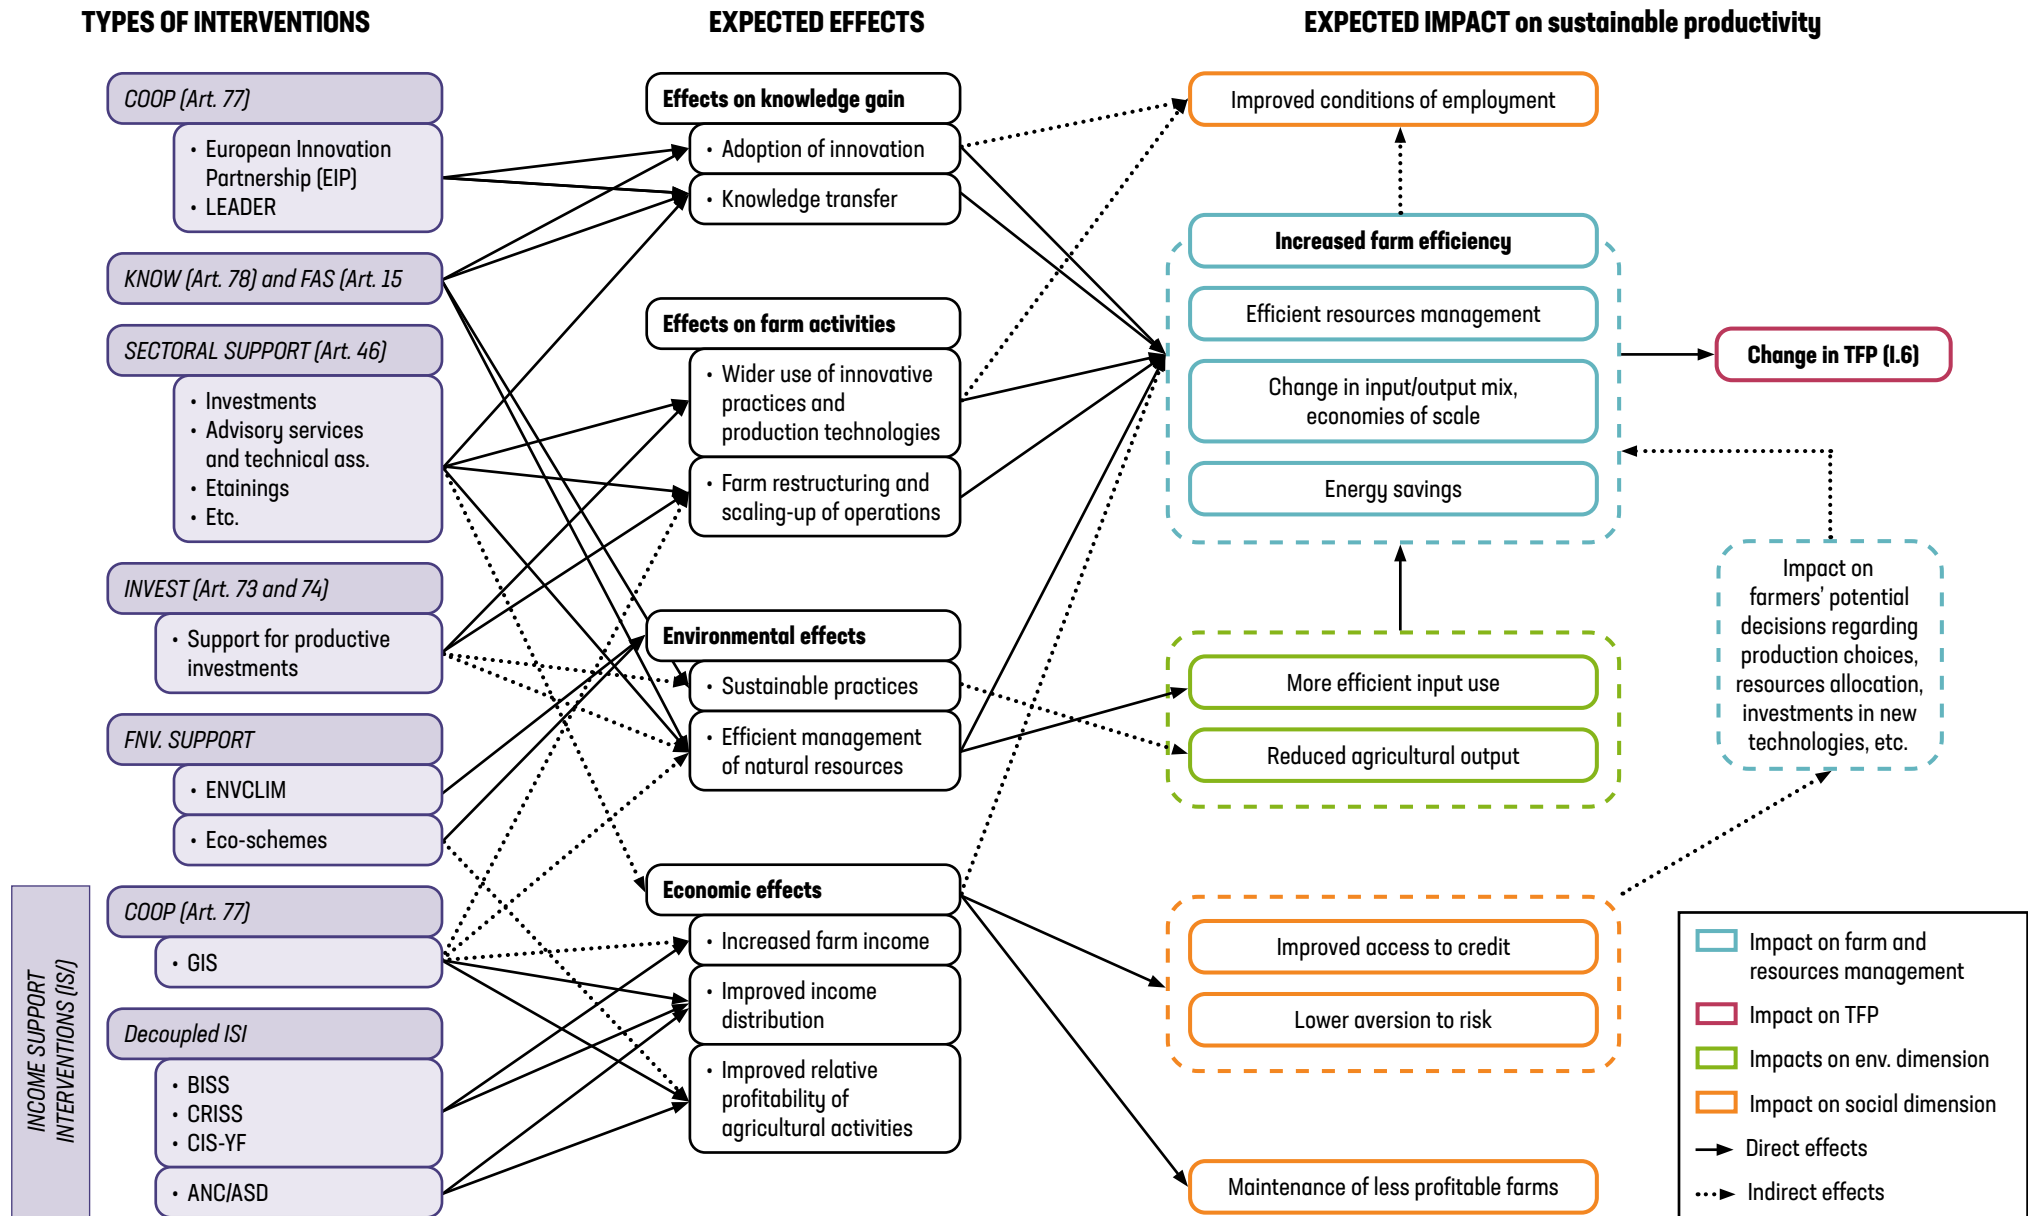 TYPES OF INTERVENTIONS
COOP (Art. 77)
• European Innovation
Partnership (EIP)
• LEADER
KNOW (Art. 78) and FAS (Art. 15
SECTORAL SUPPORT (Art. 46)
• Investments
• Advisory services
and technical ass.
• Etainings
• Etc.
INVEST (Art. 73 and 74)
• Support for productive
investments
FNV. SUPPORT
• ENVCLIM
• Eco-schemes
INCOME SUPPORT
INTERVENTIONS (IS/)
COOP (Art. 77)
• GIS
Decoupled ISI
• BISS
• CRISS
• CIS-YF
• ANC/ASD
EXPECTED EFFECTS
Effects on knowledge gain
• Adoption of innovation
• Knowledge transfer
Effects on farm activities
• Wider use of innovative
practices and
production technologies
• Farm restructuring and
scaling-up of operations
Environmental effects
• Sustainable practices
• Efficient management
of natural resources
Economic effects
• Increased farm income
• Improved income
distribution
• Improved relative
profitability of
agricultural activities
EXPECTED IMPACT on sustainable productivity
Improved conditions of employment
Increased farm efficiency
Efficient resources management
Change in input/output mix,
economies of scale
Energy savings
More efficient input use
Reduced agricultural output
Improved access to credit
Lower aversion to risk
Maintenance of less profitable farms
Change in TFP (I.6)
Impact on
farmers' potential
decisions regarding
production choices,
resources allocation,
investments in new
technologies, etc.
Impact on farm and
resources management
Impact on TFP
Impacts on env. dimension
Impact on social dimension
Direct effects
Indirect effects